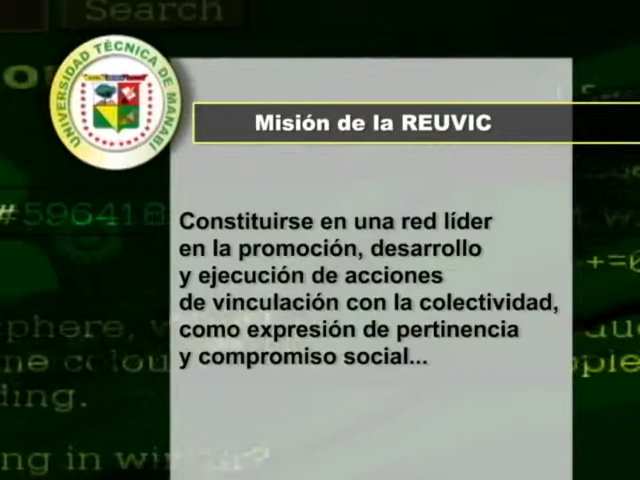 Search
UNIVERSIDAD TÉCNICA DE MANABÍ
Misión de la REUVIC
#596418
Constituirse en una red líder
en la promoción, desarrollo
y ejecución de acciones
de vinculación con la colectividad,
como expresión de pertinencia
y compromiso social...
+=0
phere, w
ne colou
ding.
ng in wi